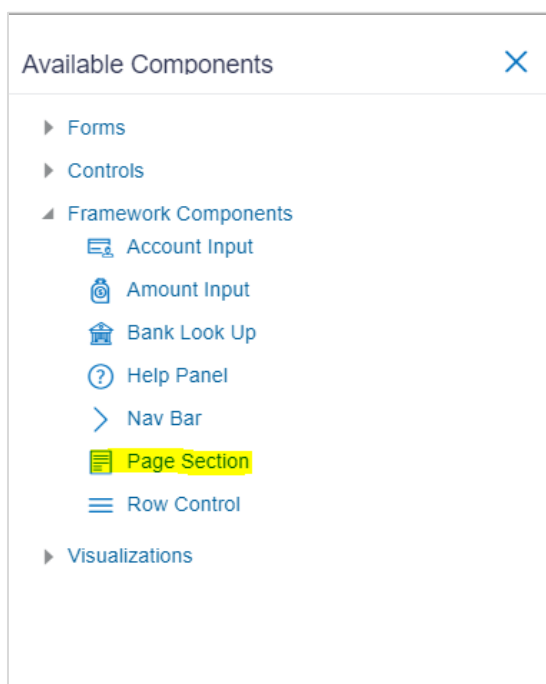 Available Components
Forms
Controls
Framework Components
Account Input
Amount Input
Bank Look Up
Help Panel
Nav Bar
Page Section
Row Control
Visualizations